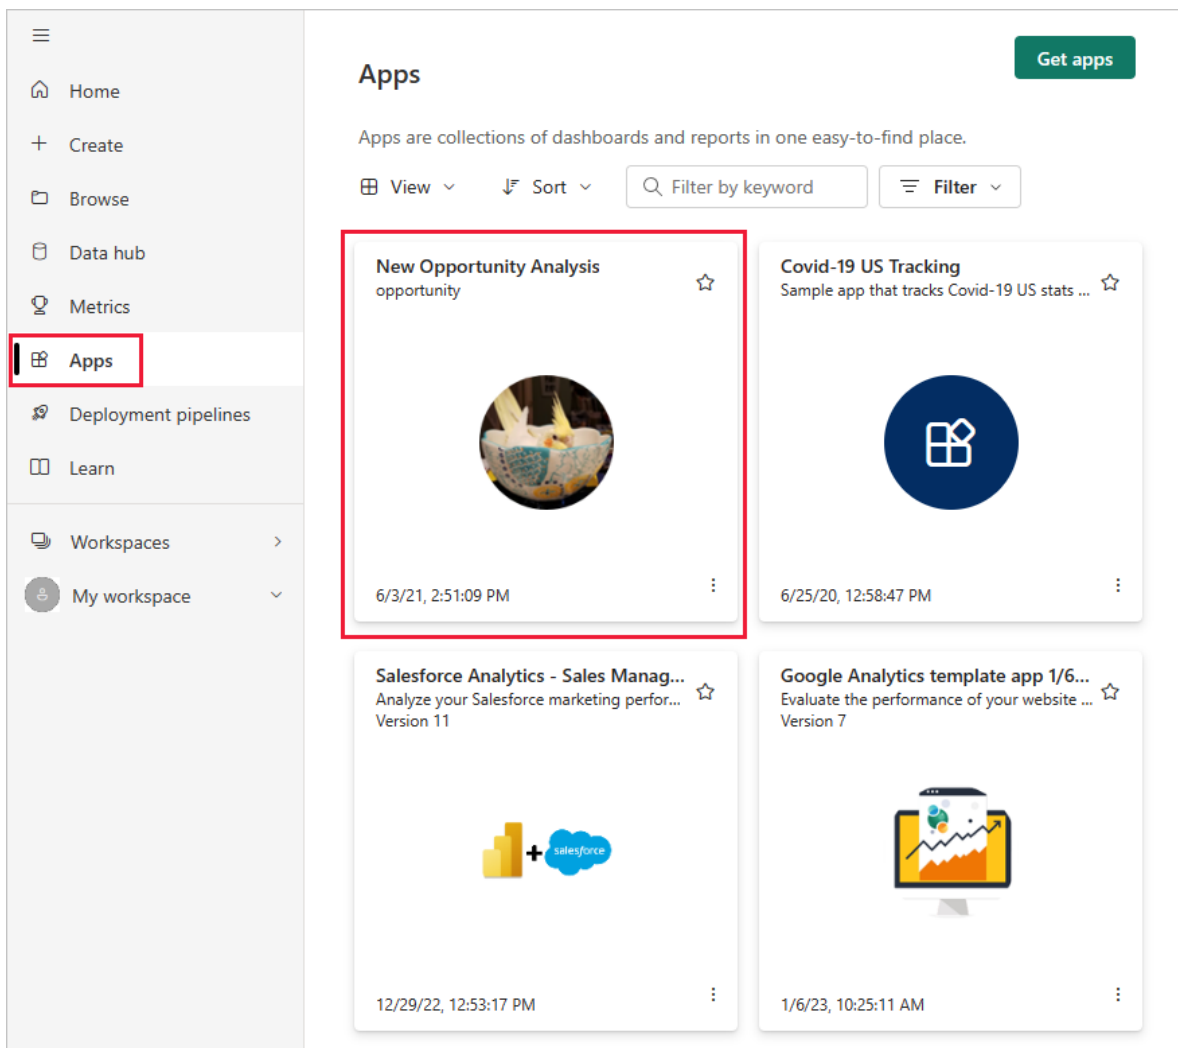 Home
Create
Browse
Data hub
Metrics
Apps
Deployment pipelines
Learn
Workspaces
My workspace
Apps
Get apps
Apps are collections of dashboards and reports in one easy-to-find place.
View
Sort
Filter by keyword
Filter
New Opportunity Analysis
opportunity
6/3/21, 2:51:09 PM
Covid-19 US Tracking
Sample app that tracks Covid-19 US stats ...
6/25/20, 12:58:47 PM
Salesforce Analytics - Sales Manag...
Analyze your Salesforce marketing perfor...
Version 11
salesforce
12/29/22, 12:53:17 PM
Google Analytics template app 1/6...
Evaluate the performance of your website ...
Version 7
1/6/23, 10:25:11 AM